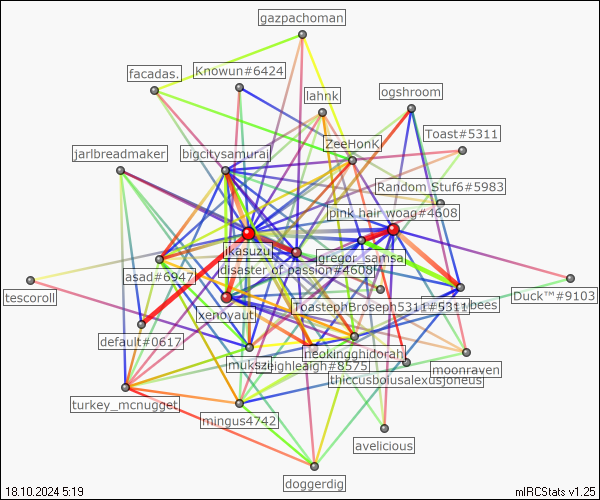 gazpachoman
facadas.
Knowun#6424
lahnk
ogshroom
Toast#5311
ZeeHonK
jarlbreadmaker
bigcitysamurai
Random Stuf6#5983
pink hair woag#4608
ikasuzu
gregor_samsa
asad#6947
disaster of passion#4608
tescoroll
xenoyaut
ToastephBroseph5311#5311
bees
Duck™#9103
default#0617
neokingghidorah
mukszi
eighleaigh#8575
moonraven
thiccusboiusalexusjoneus
turkey_mcnugget
mingus4742
avelicious
doggerdig
18.10.2024 5:19
mIRCStats v1.25